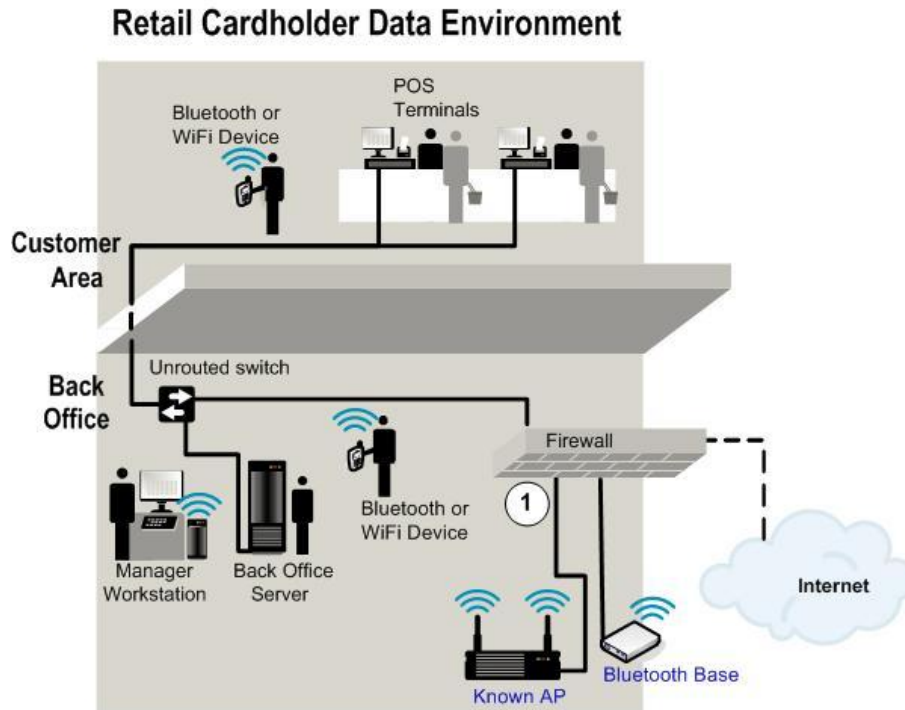 Retail Cardholder Data Environment
POS
Terminals
Bluetooth or
WiFi Device
Customer
Area
Unrouted switch
Back
Office
Firewall
1
Bluetooth or
WiFi Device
Manager
Workstation
Back Office
Server
Internet
Known AP
Bluetooth Base